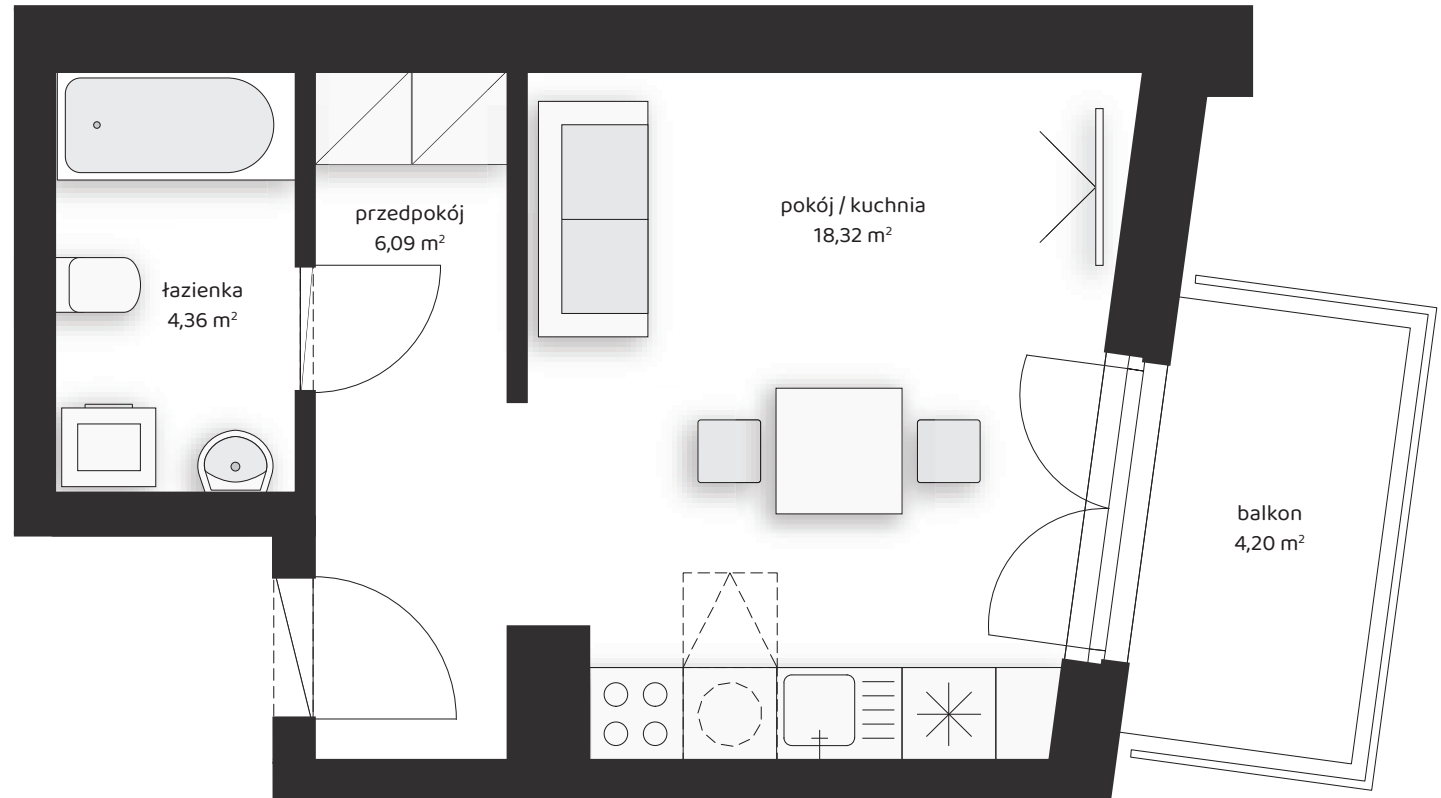 przedpokój
6,09 m²
pokój / kuchnia
18,32 m²
łazienka
4,36 m²
balkon
4,20 m²